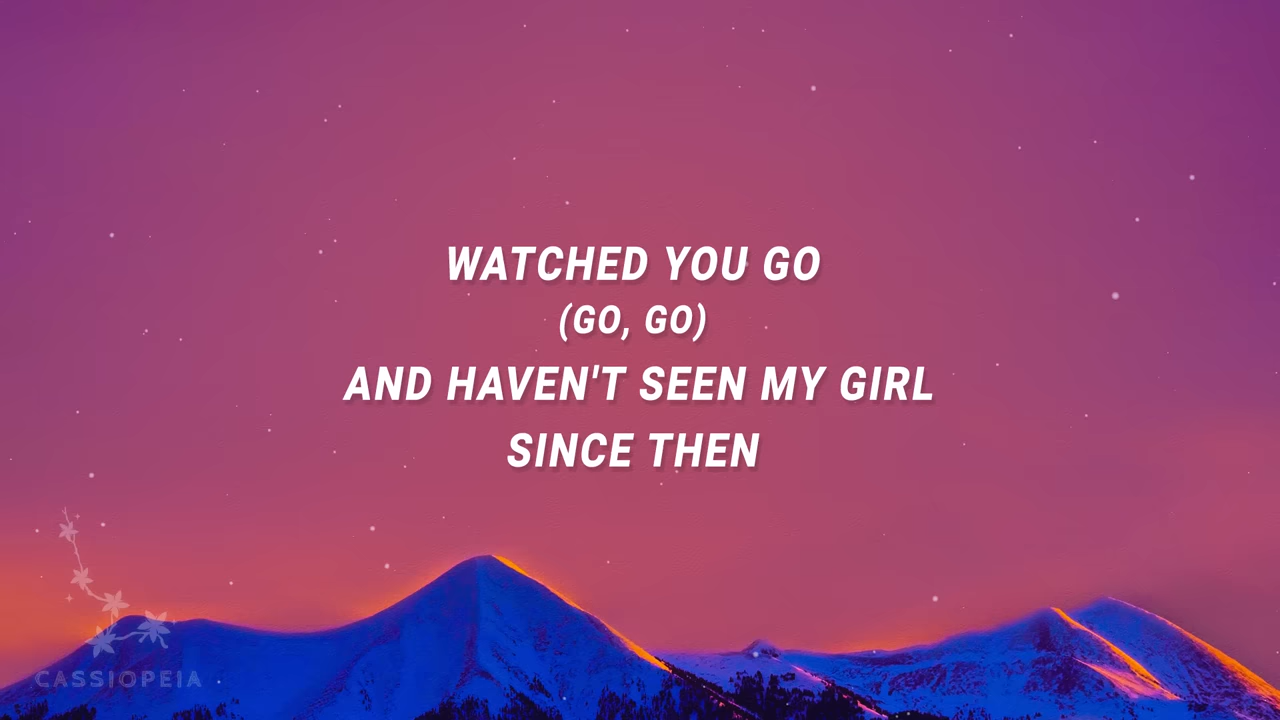 WATCHED YOU GO
(GO, GO)
AND HAVEN'T SEEN MY GIRL
SINCE THEN
CASSIOPEIA